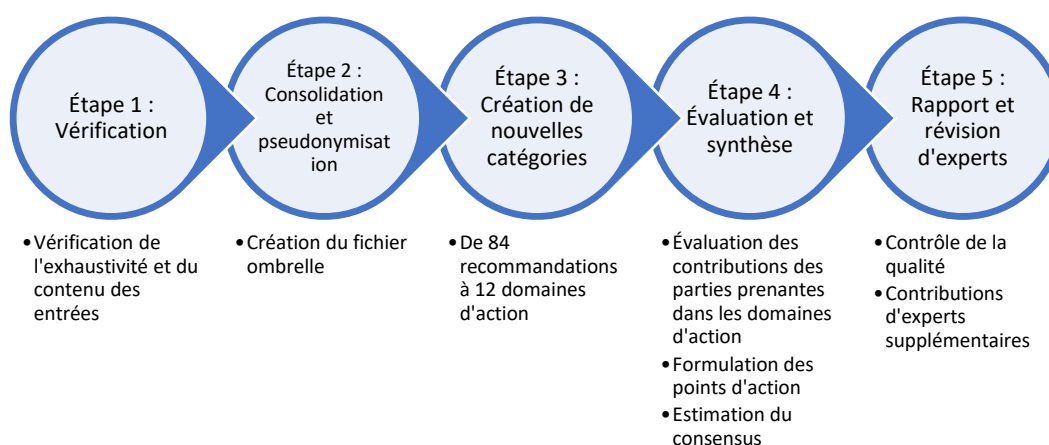 Étape 1 :
Vérification
Étape 2 :
Consolidation
et
pseudonymisat
ion
Étape 3 :
Création de
nouvelles
catégories
Étape 4 :
Évaluation et
synthèse
Étape 5 :
Rapport et
révision
d'experts
•Vérification de
l'exhaustivité et du
contenu des
entrées
•Création du fichier
ombrelle
•De 84
recommandations
à 12 domaines
d'action
•Évaluation des
contributions des
parties prenantes
dans les domaines
d'action
•Formulation des
points d'action
•Estimation du
consensus
•Contrôle de la
qualité
•Contributions
d'experts
supplémentaires